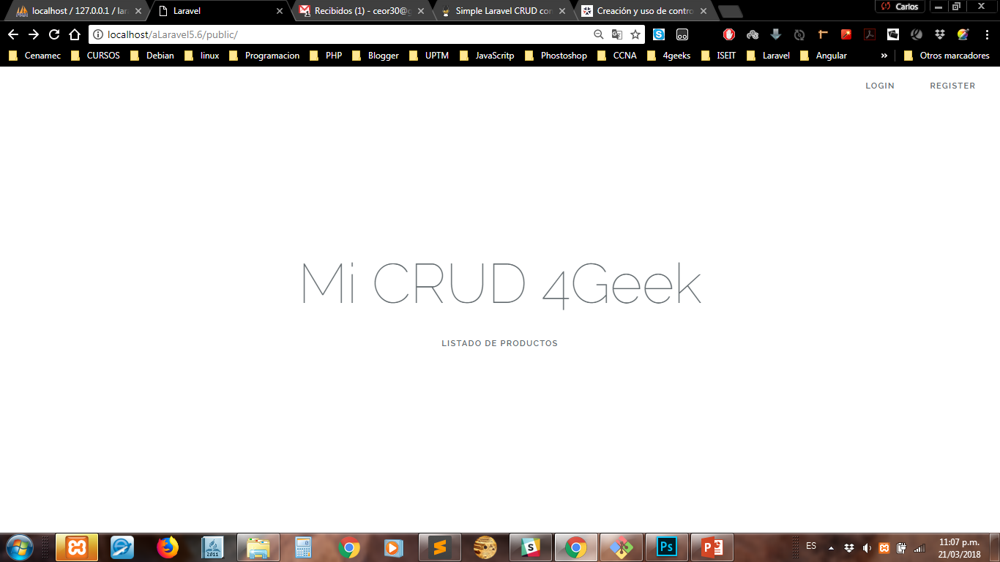 localhost / 127.0.0.1 / lar
Laravel
Recibidos (1) - ceor30@g
Simple Laravel CRUD con
Creación y uso de contro
Carlos
localhost/aLaravel5.6/public/
Cenamec
CURSOS
Debian
linux
Programacion
PHP
Blogger
UPTM
JavaScritp
Phostoshop
CCNA
4geeks
ISEIT
Laravel
Angular
»
Otros marcadores
LOGIN
REGISTER
Mi CRUD 4Geek
LISTADO DE PRODUCTOS
2011
S
S
Ps
P
ES
11:07 p.m.
21/03/2018